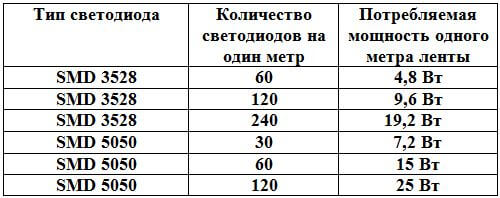 Тип светодиода
Количество светодиодов на один метр
Потребляемая мощность одного метра ленты
SMD 3528 60 4,8 Вт
SMD 3528 120 9,6 Вт
SMD 3528 240 19,2 Вт
SMD 5050 30 7,2 Вт
SMD 5050 60 15 Вт
SMD 5050 120 25 Вт